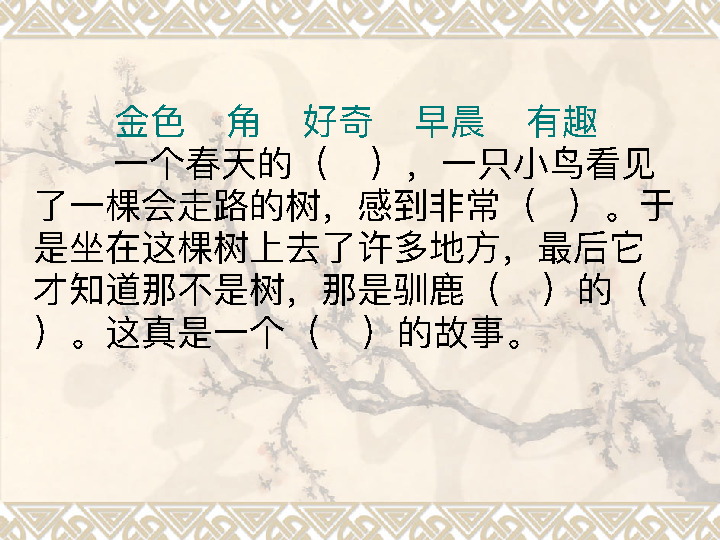 金色 角 好奇 早晨 有趣
一个春天的（ ），一只小鸟看见
了一棵会走路的树，感到非常（ ）。于
是坐在这棵树上去了许多地方，最后它
才知道那不是树，那是驯鹿（ ）的（
）。这真是一个（ ）的故事。